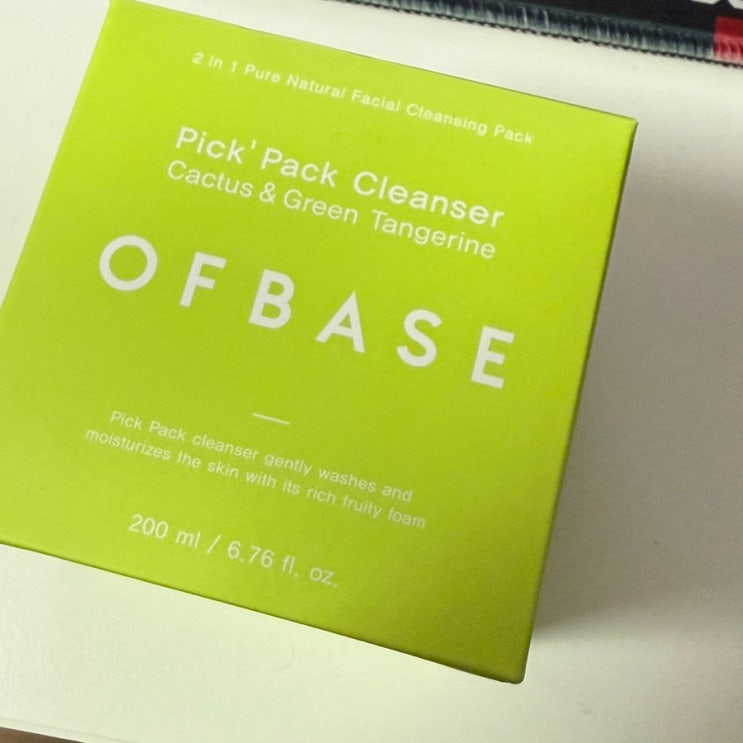 2 in 1 Pure Natural Facial Cleansing Pack
Pick'Pack Cleanser
Cactus & Green Tangerine
OFBASE
Pick Pack cleanser gently washes and
moisturizes the skin with its rich fruity foam
200 ml / 6.76 fl. oz.